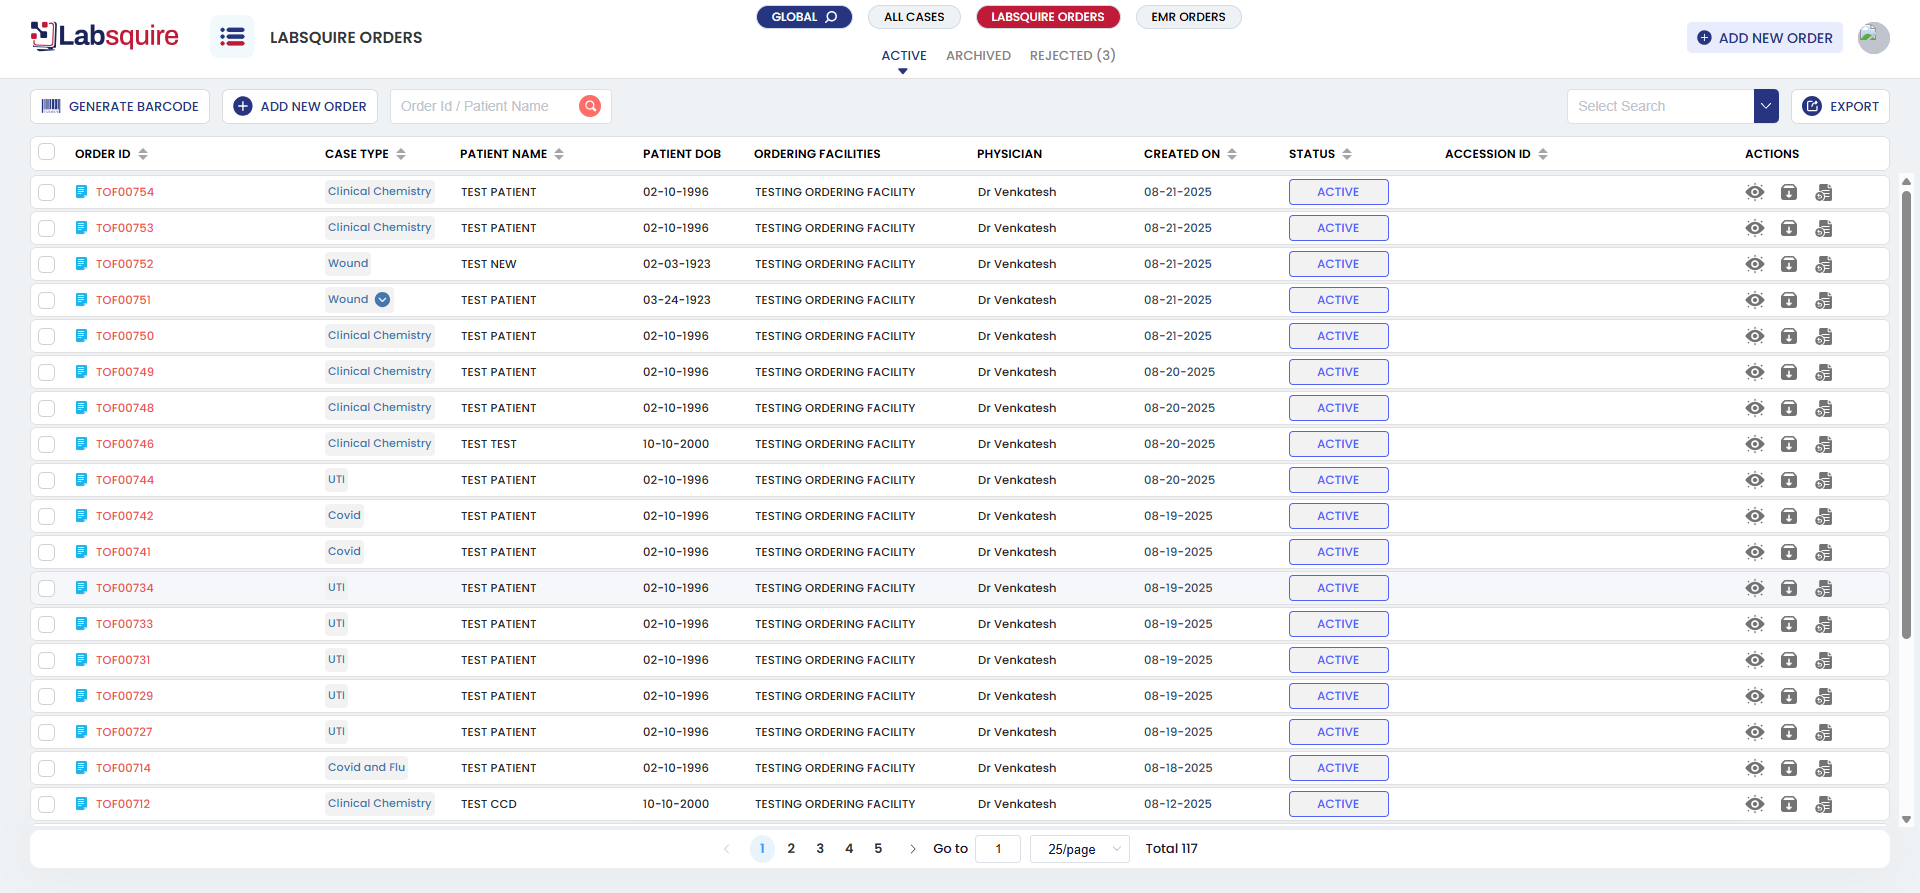 Labsquire
LABSQUIRE ORDERS
GLOBAL
ALL CASES
LABSQUIRE ORDERS
EMR ORDERS
ACTIVE
ARCHIVED
REJECTED (3)
ADD NEW ORDER
GENERATE BARCODE
ADD NEW ORDER
Order Id / Patient Name
Select Search
EXPORT
ORDER ID CASE TYPE PATIENT NAME PATIENT DOB ORDERING FACILITIES PHYSICIAN CREATED ON STATUS ACCESSION ID ACTIONS
TOF00754 Clinical Chemistry TEST PATIENT 02-10-1996 TESTING ORDERING FACILITY Dr Venkatesh 08-21-2025 ACTIVE
TOF00753 Clinical Chemistry TEST PATIENT 02-10-1996 TESTING ORDERING FACILITY Dr Venkatesh 08-21-2025 ACTIVE
TOF00752 Wound TEST NEW 02-03-1923 TESTING ORDERING FACILITY Dr Venkatesh 08-21-2025 ACTIVE
TOF00751 Wound TEST PATIENT 03-24-1923 TESTING ORDERING FACILITY Dr Venkatesh 08-21-2025 ACTIVE
TOF00750 Clinical Chemistry TEST PATIENT 02-10-1996 TESTING ORDERING FACILITY Dr Venkatesh 08-21-2025 ACTIVE
TOF00749 Clinical Chemistry TEST PATIENT 02-10-1996 TESTING ORDERING FACILITY Dr Venkatesh 08-20-2025 ACTIVE
TOF00748 Clinical Chemistry TEST PATIENT 02-10-1996 TESTING ORDERING FACILITY Dr Venkatesh 08-20-2025 ACTIVE
TOF00746 Clinical Chemistry TEST TEST 10-10-2000 TESTING ORDERING FACILITY Dr Venkatesh 08-20-2025 ACTIVE
TOF00744 UTI TEST PATIENT 02-10-1996 TESTING ORDERING FACILITY Dr Venkatesh 08-20-2025 ACTIVE
TOF00742 Covid TEST PATIENT 02-10-1996 TESTING ORDERING FACILITY Dr Venkatesh 08-19-2025 ACTIVE
TOF00741 Covid TEST PATIENT 02-10-1996 TESTING ORDERING FACILITY Dr Venkatesh 08-19-2025 ACTIVE
TOF00734 UTI TEST PATIENT 02-10-1996 TESTING ORDERING FACILITY Dr Venkatesh 08-19-2025 ACTIVE
TOF00733 UTI TEST PATIENT 02-10-1996 TESTING ORDERING FACILITY Dr Venkatesh 08-19-2025 ACTIVE
TOF00731 UTI TEST PATIENT 02-10-1996 TESTING ORDERING FACILITY Dr Venkatesh 08-19-2025 ACTIVE
TOF00729 UTI TEST PATIENT 02-10-1996 TESTING ORDERING FACILITY Dr Venkatesh 08-19-2025 ACTIVE
TOF00727 UTI TEST PATIENT 02-10-1996 TESTING ORDERING FACILITY Dr Venkatesh 08-19-2025 ACTIVE
TOF00714 Covid and Flu TEST PATIENT 02-10-1996 TESTING ORDERING FACILITY Dr Venkatesh 08-18-2025 ACTIVE
TOF00712 Clinical Chemistry TEST CCD 10-10-2000 TESTING ORDERING FACILITY Dr Venkatesh 08-12-2025 ACTIVE
1 2 3 4 5 Go to 1 25/page Total 117